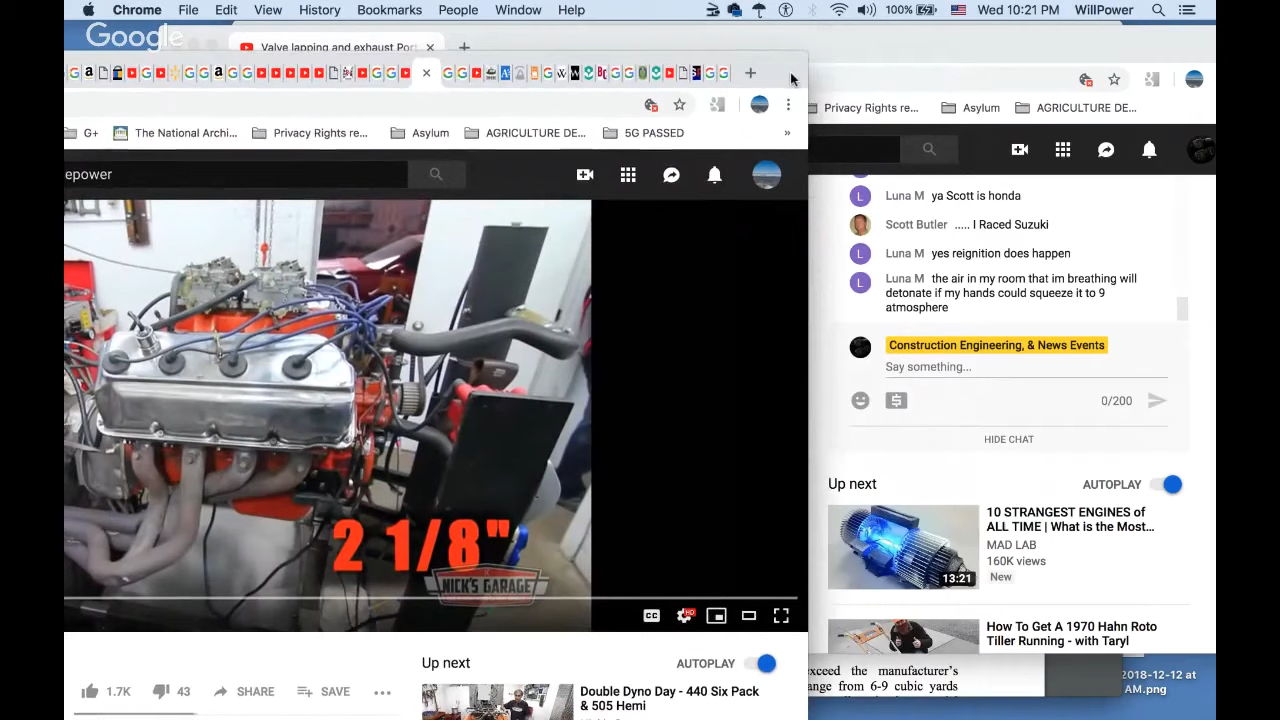 Chrome File Edit View History Bookmarks People Window Help 100% Wed 10:21 PM WillPower
Google
Valve lapping and exhaust Por
G+ The National Archi... Privacy Rights re... Asylum AGRICULTURE DE... 5G PASSED »
Privacy Rights re... Asylum AGRICULTURE DE...
epower
Luna M ya Scott is honda
Scott Butler ..... I Raced Suzuki
Luna M yes reignition does happen
Luna M the air in my room that im breathing will
detonate if my hands could squeeze it to 9
atmosphere
Construction Engineering, & News Events
Say something...
0/200
HIDE CHAT
Up next AUTOPLAY
10 STRANGEST ENGINES of
ALL TIME | What is the Most...
MAD LAB
160K views
New
13:21
How To Get A 1970 Hahn Roto
Tiller Running - with Taryl
2 1/8"
NICK'S GARAGE
CC HD
Up next AUTOPLAY
1.7K 43 SHARE SAVE
Double Dyno Day - 440 Six Pack
& 505 Hemi
xceed the manufacturer's
nge from 6-9 cubic yards
2018-12-12 at
AM.png